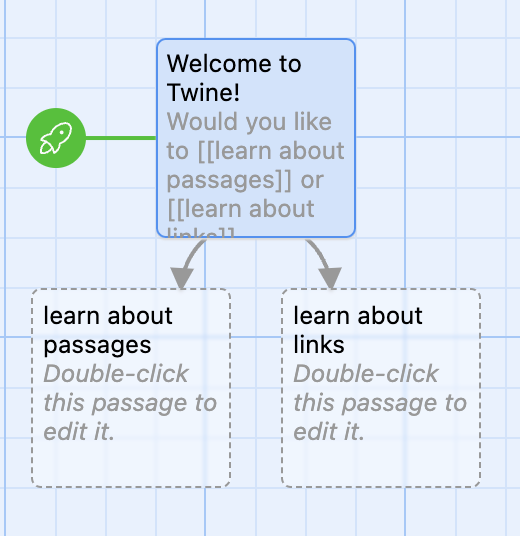 Welcome to
Twine!
Would you like
to [[learn about
passages]] or
[[learn about
links]]
learn about
passages
Double-click
this passage to
edit it.
learn about
links
Double-click
this passage to
edit it.